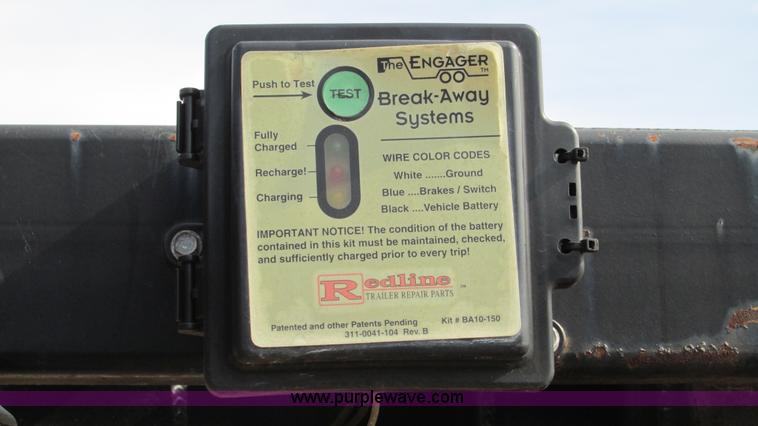 The ENGAGER TM
Push to Test
TEST
Break-Away
Systems
Fully
Charged
Recharge!
Charging
WIRE COLOR CODES
White .......Ground
Blue ....Brakes / Switch
Black ....Vehicle Battery
IMPORTANT NOTICE! The condition of the battery
contained in this kit must be maintained, checked,
and sufficiently charged prior to every trip!
Redline TM
TRAILER REPAIR PARTS
Patented and other Patents Pending
Kit # BA10-150
311-0041-104 Rev. B
www.purplewave.com